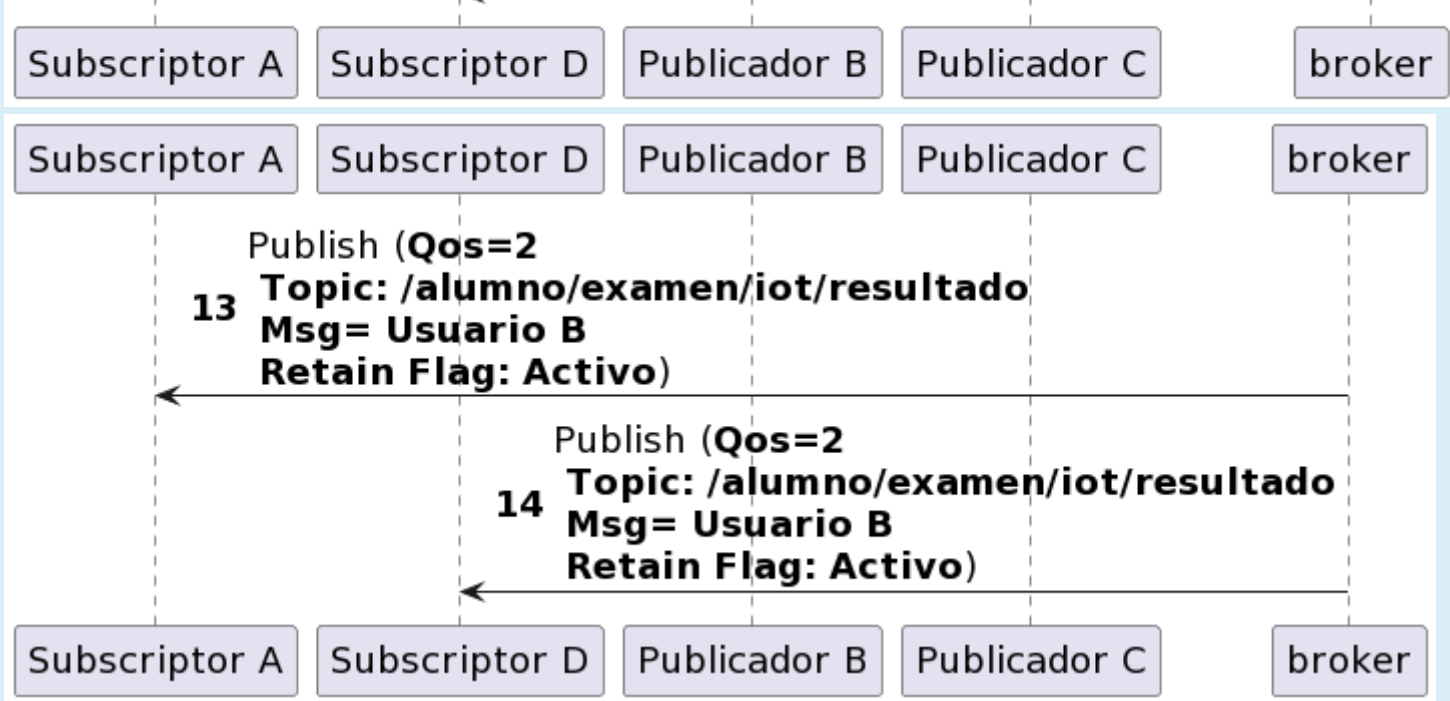 Subscriptor A Subscriptor D Publicador B Publicador C broker
Subscriptor A Subscriptor D Publicador B Publicador C broker
Publish (Qos=2
Topic: /alumno/examen/iot/resultado
13
Msg= Usuario B
Retain Flag: Activo)
Publish (Qos=2
Topic: /alumno/examen/iot/resultado
14
Msg= Usuario B
Retain Flag: Activo)
Subscriptor A Subscriptor D Publicador B Publicador C broker